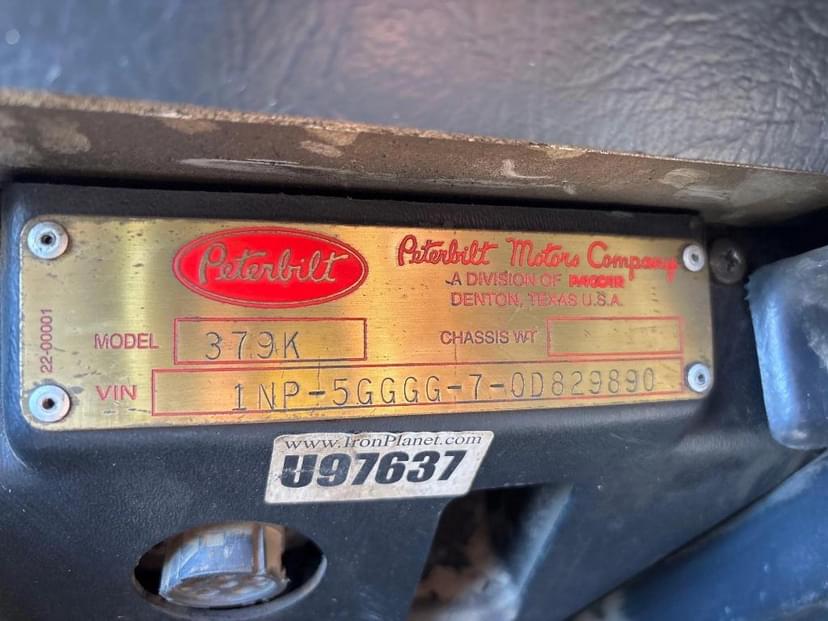 Peterbilt
Peterbilt Motors Company
A DIVISION OF PACCAR
DENTON, TEXAS U.S.A.
22-00001
MODEL 379K
CHASSIS WT
VIN 1NP-5GGGG-7-0D829890
www.IronPlanet.com
U97637